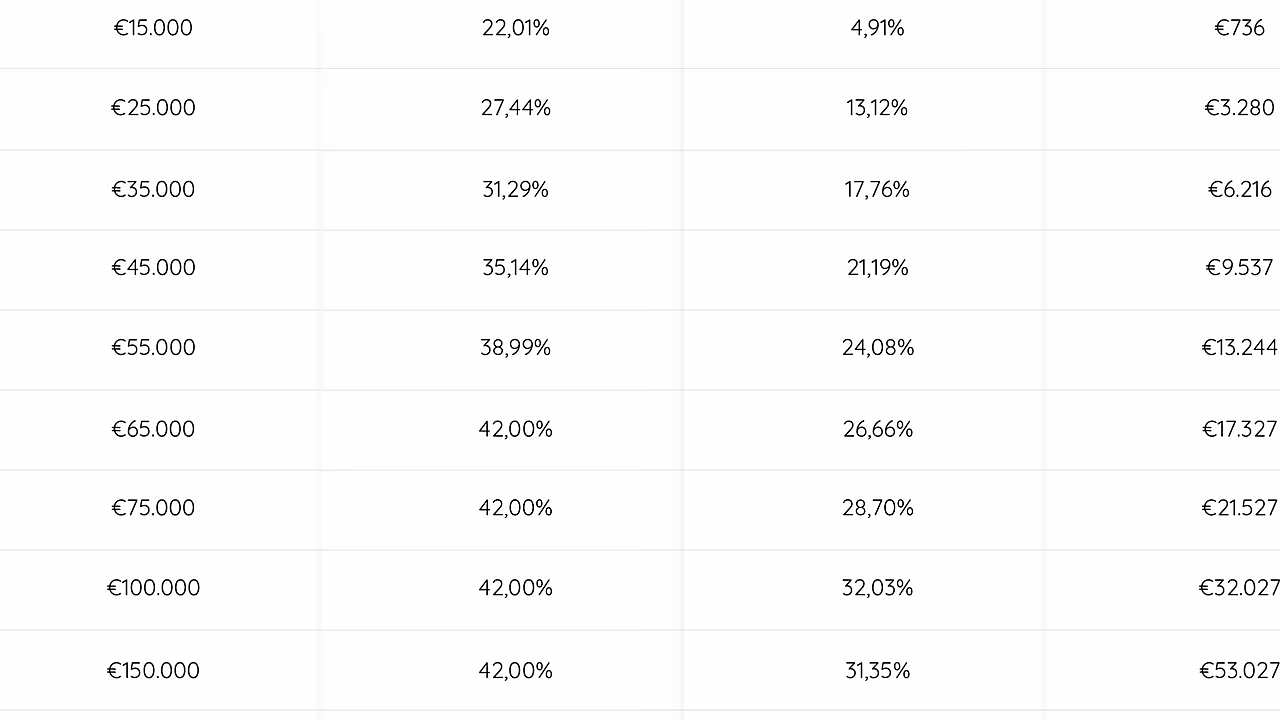 €15.000 22,01% 4,91% €736
€25.000 27,44% 13,12% €3.280
€35.000 31,29% 17,76% €6.216
€45.000 35,14% 21,19% €9.537
€55.000 38,99% 24,08% €13.244
€65.000 42,00% 26,66% €17.327
€75.000 42,00% 28,70% €21.527
€100.000 42,00% 32,03% €32.027
€150.000 42,00% 31,35% €53.027